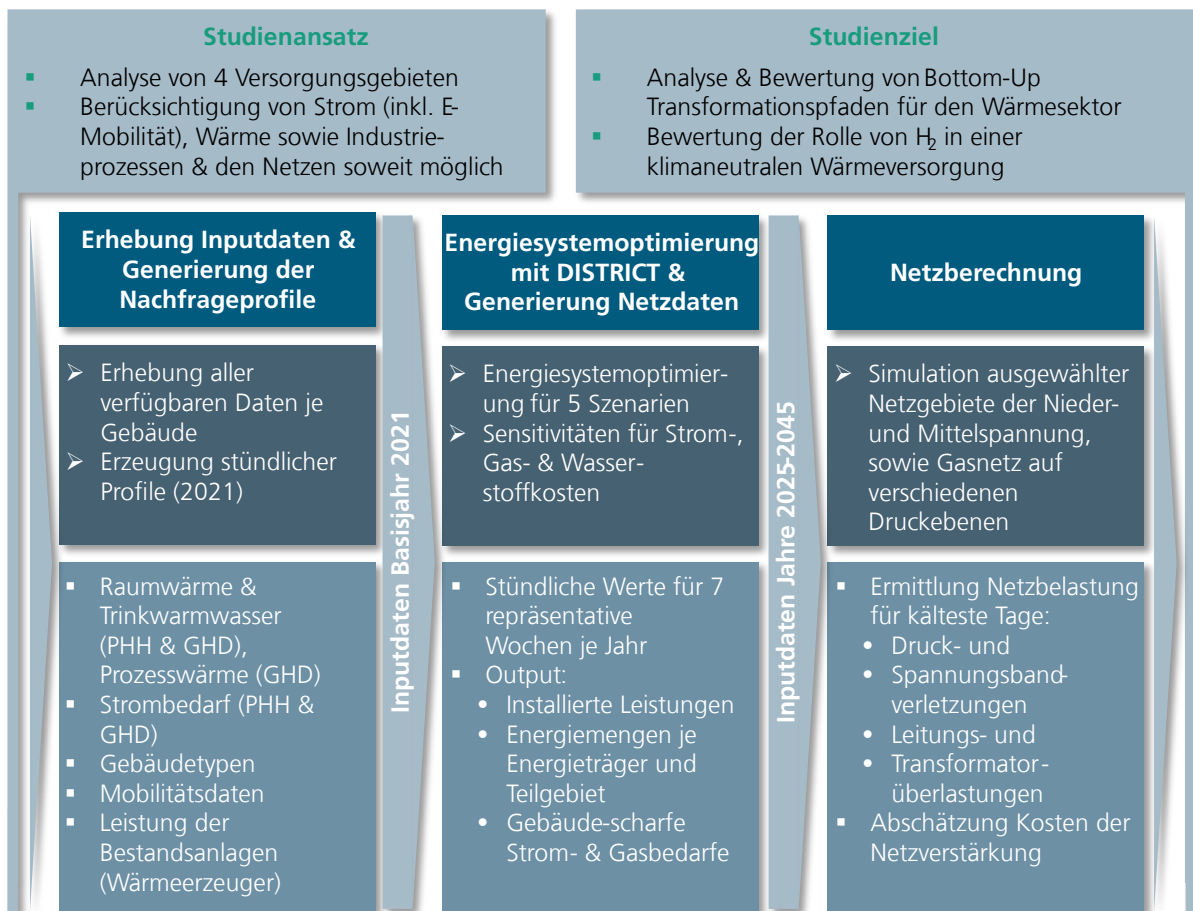 Studienansatz
▪ Analyse von 4 Versorgungsgebieten
▪ Berücksichtigung von Strom (inkl. E-
Mobilität), Wärme sowie Industrie-
prozessen & den Netzen soweit möglich
Studienziel
▪ Analyse & Bewertung von Bottom-Up
Transformationspfaden für den Wärmesektor
▪ Bewertung der Rolle von H₂ in einer
klimaneutralen Wärmeversorgung
Erhebung Inputdaten &
Generierung der
Nachfrageprofile
➢ Erhebung aller
verfügbaren Daten je
Gebäude
➢ Erzeugung stündlicher
Profile (2021)
▪ Raumwärme &
Trinkwarmwasser
(PHH & GHD),
Prozesswärme (GHD)
▪ Strombedarf (PHH &
GHD)
▪ Gebäudetypen
▪ Mobilitätsdaten
▪ Leistung der
Bestandsanlagen
(Wärmeerzeuger)
Inputdaten Basisjahr 2021
Energiesystemoptimierung
mit DISTRICT &
Generierung Netzdaten
➢ Energiesystemoptimier-
ung für 5 Szenarien
➢ Sensitivitäten für Strom-,
Gas- & Wasser-
stoffkosten
▪ Stündliche Werte für 7
repräsentative
Wochen je Jahr
▪ Output:
• Installierte Leistungen
• Energiemengen je
Energieträger und
Teilgebiet
• Gebäude-scharfe
Strom- & Gasbedarfe
Inputdaten Jahre 2025-2045
Netzberechnung
➢ Simulation ausgewählter
Netzgebiete der Nieder-
und Mittelspannung,
sowie Gasnetz auf
verschiedenen
Druckebenen
▪ Ermittlung Netzbelastung
für kälteste Tage:
• Druck- und
• Spannungsband-
verletzungen
• Leitungs- und
• Transformator-
überlastungen
▪ Abschätzung Kosten der
Netzverstärkung